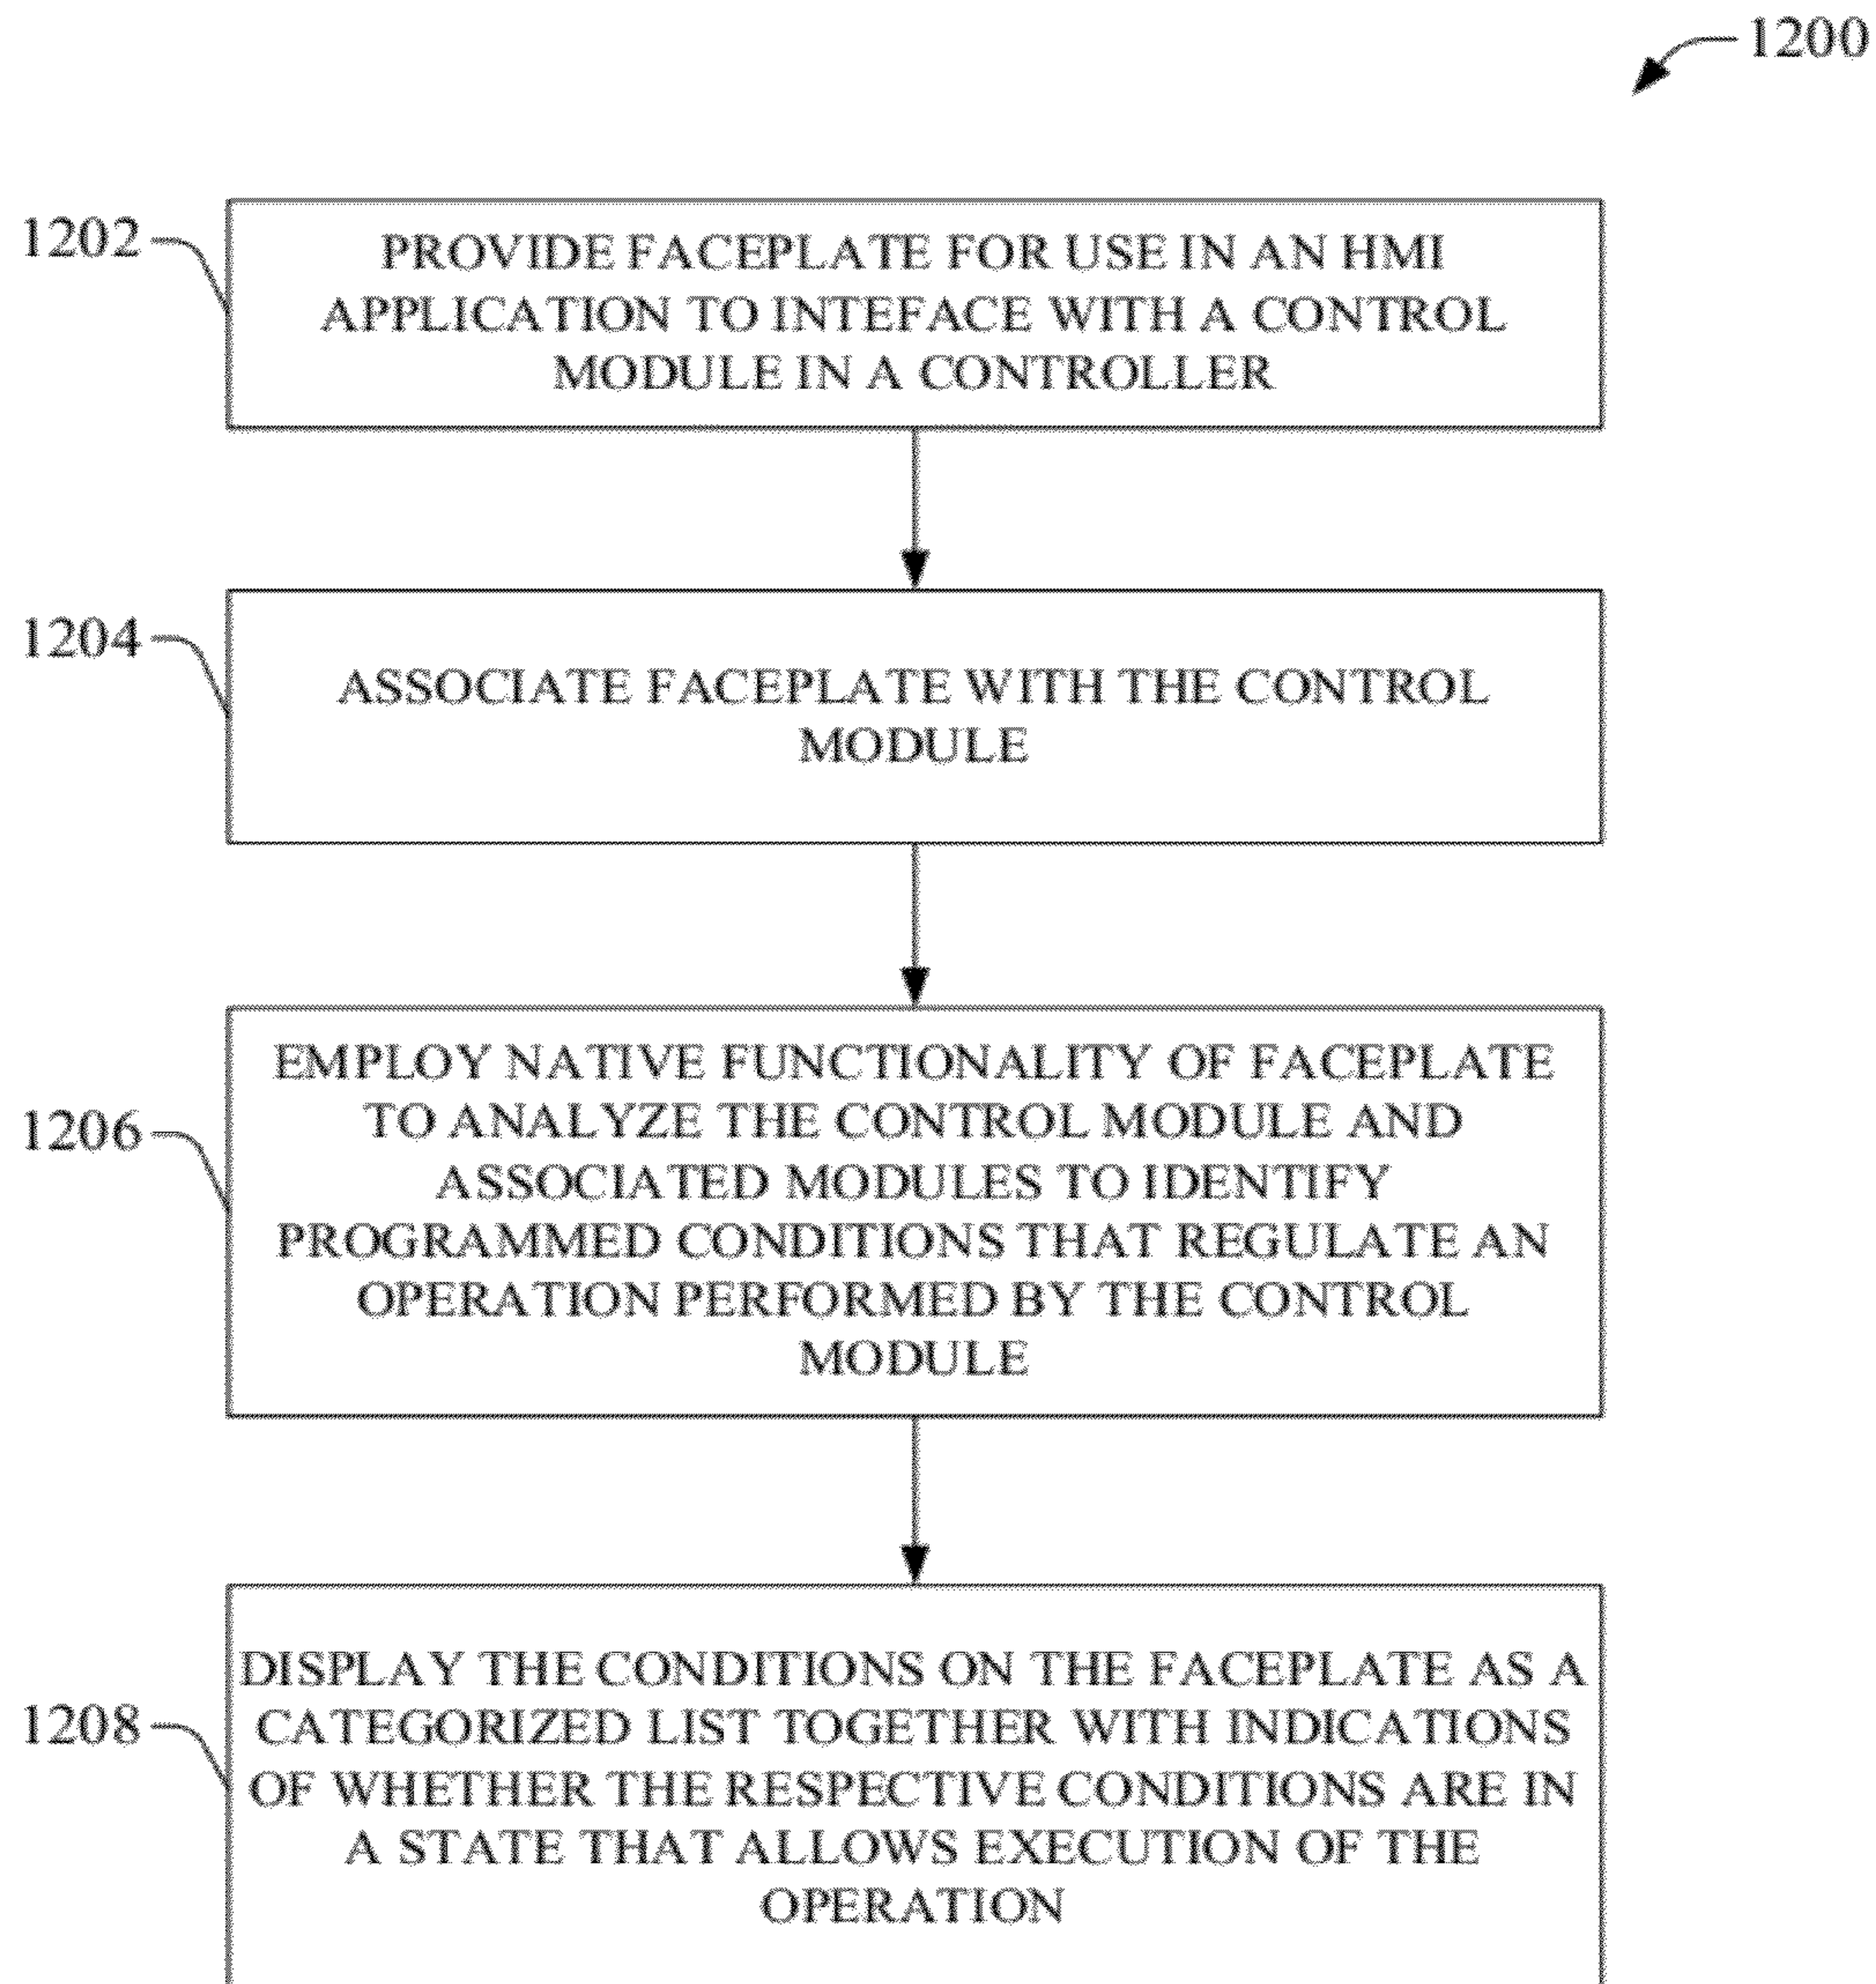 1200
1202
PROVIDE FACEPLATE FOR USE IN AN HMI
APPLICATION TO INTEFACE WITH A CONTROL
MODULE IN A CONTROLLER
1204
ASSOCIATE FACEPLATE WITH THE CONTROL
MODULE
1206
EMPLOY NATIVE FUNCTIONALITY OF FACEPLATE
TO ANALYZE THE CONTROL MODULE AND
ASSOCIATED MODULES TO IDENTIFY
PROGRAMMED CONDITIONS THAT REGULATE AN
OPERATION PERFORMED BY THE CONTROL
MODULE
1208
DISPLAY THE CONDITIONS ON THE FACEPLATE AS A
CATEGORIZED LIST TOGETHER WITH INDICATIONS
OF WHETHER THE RESPECTIVE CONDITIONS ARE IN
A STATE THAT ALLOWS EXECUTION OF THE
OPERATION